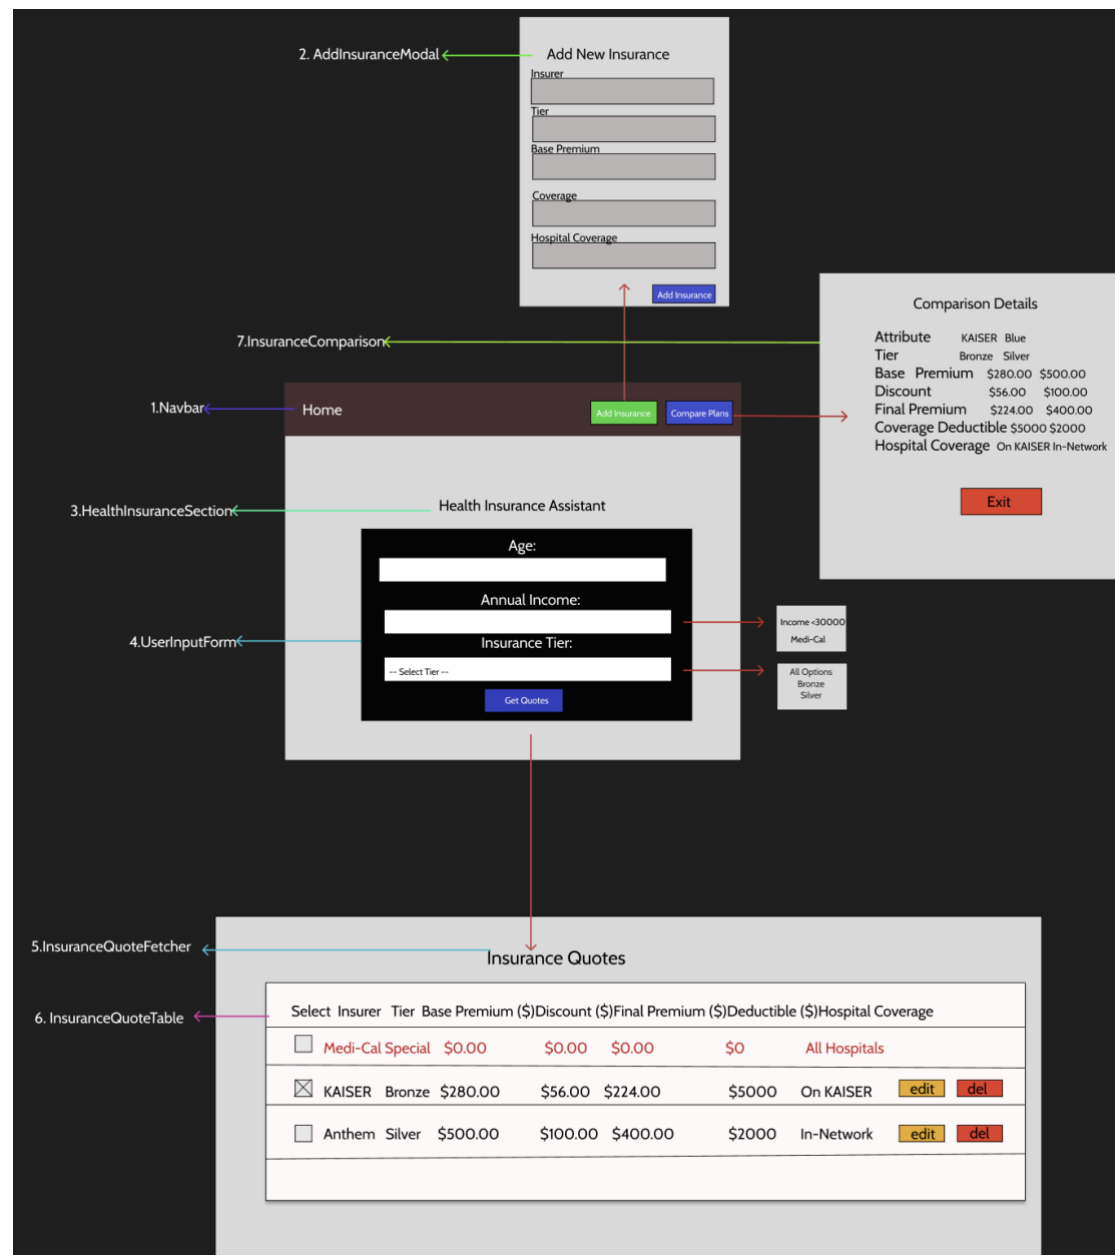 2. AddInsuranceModal
Add New Insurance
Insurer
Tier
Base Premium
Coverage
Hospital Coverage
Add Insurance
7.InsuranceComparison
Comparison Details
Attribute KAISER Blue
Tier Bronze Silver
Base Premium $280.00 $500.00
Discount $56.00 $100.00
Final Premium $224.00 $400.00
Coverage Deductible $5000 $2000
Hospital Coverage On KAISER In-Network
Exit
1.Navbar
Home
Add Insurance
Compare Plans
3.HealthInsuranceSection
Health Insurance Assistant
Age:
Annual Income:
Income <30000
Medi-Cal
4.UserInputForm
Insurance Tier:
-- Select Tier --
All Options
Bronze
Silver
Get Quotes
5.InsuranceQuoteFetcher
Insurance Quotes
6. InsuranceQuoteTable
Select Insurer Tier Base Premium ($)Discount ($)Final Premium ($)Deductible ($)Hospital Coverage
Medi-Cal Special $0.00 $0.00 $0.00 $0 All Hospitals
KAISER Bronze $280.00 $56.00 $224.00 $5000 On KAISER edit del
Anthem Silver $500.00 $100.00 $400.00 $2000 In-Network edit del